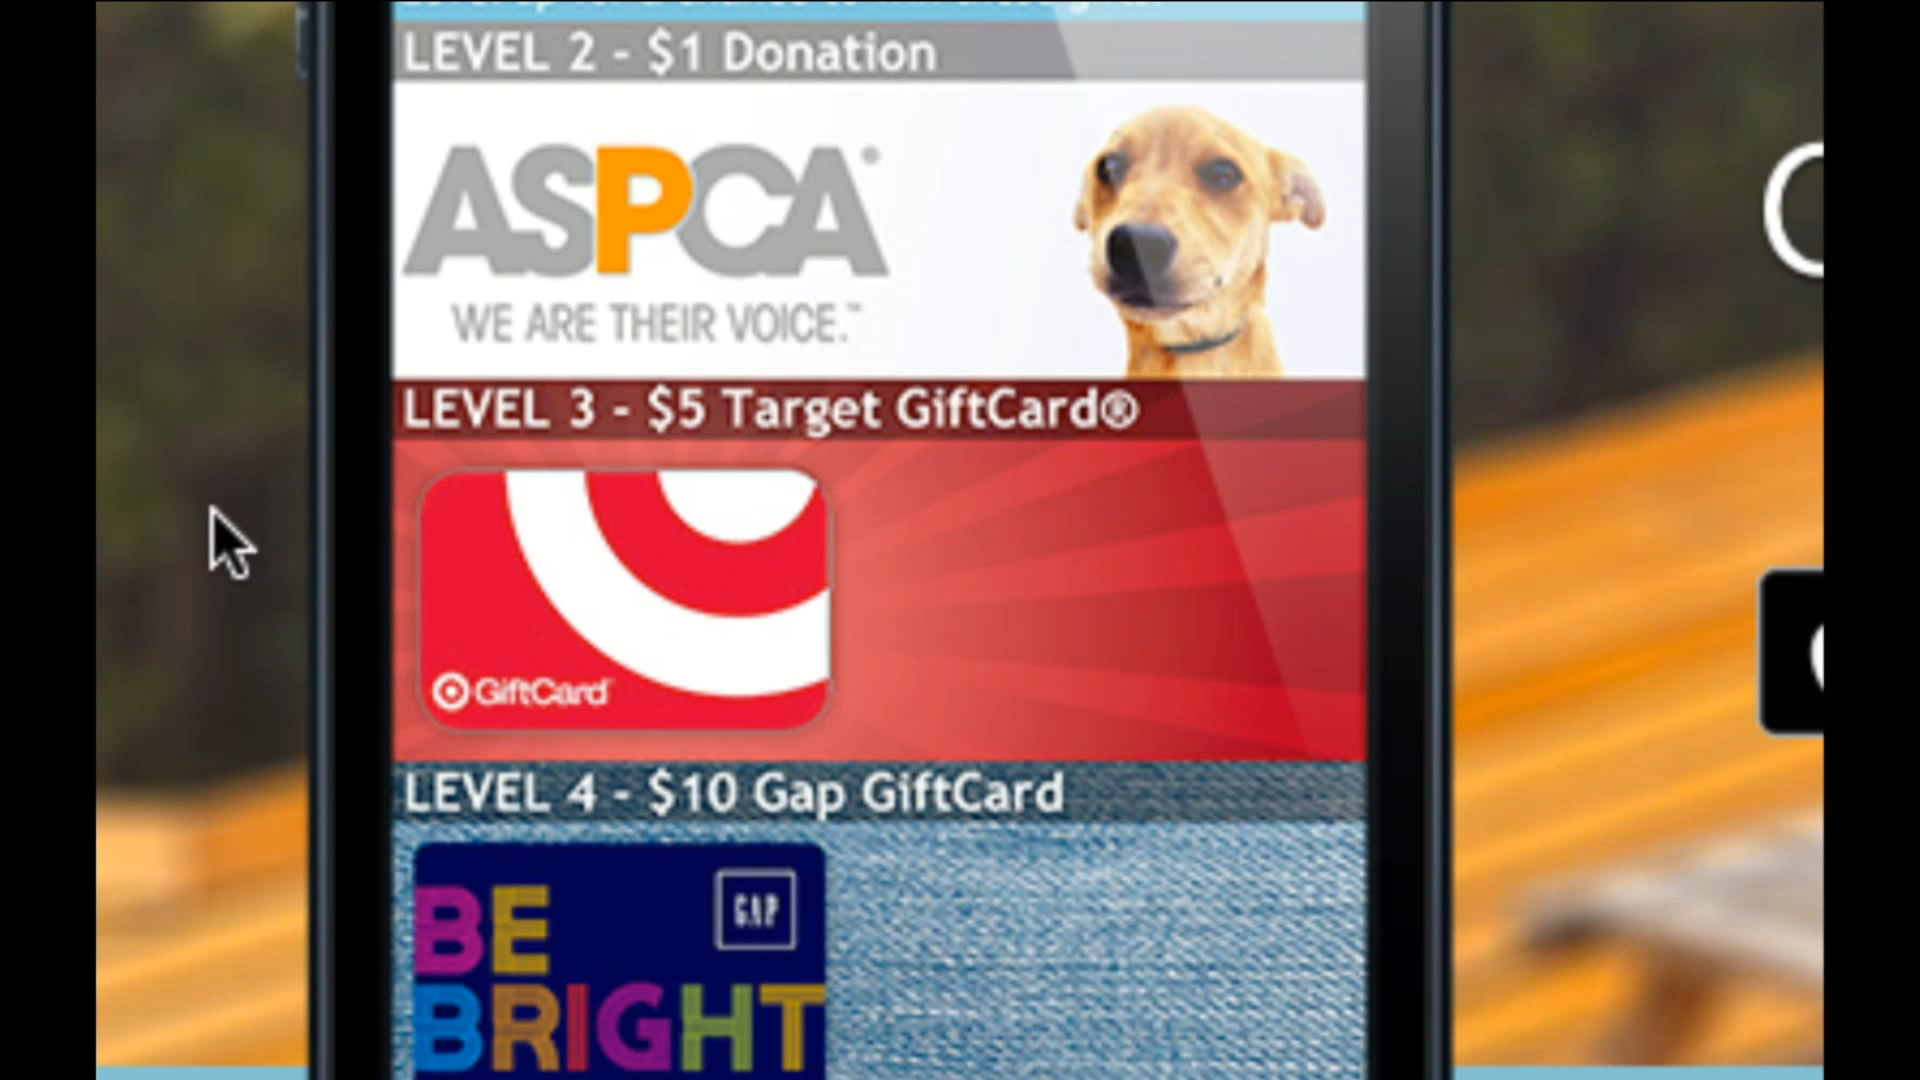 LEVEL 2 - $1 Donation
ASPCA®
WE ARE THEIR VOICE.™
LEVEL 3 - $5 Target GiftCard®
GiftCard
LEVEL 4 - $10 Gap GiftCard
GAP
BE
BRIGHT